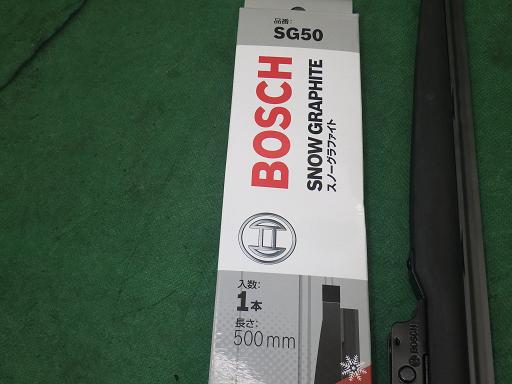 品番:
SG50
BOSCH
SNOW GRAPHITE
スノーグラファイト
入数:
1本
長さ:
500mm
BOSCH